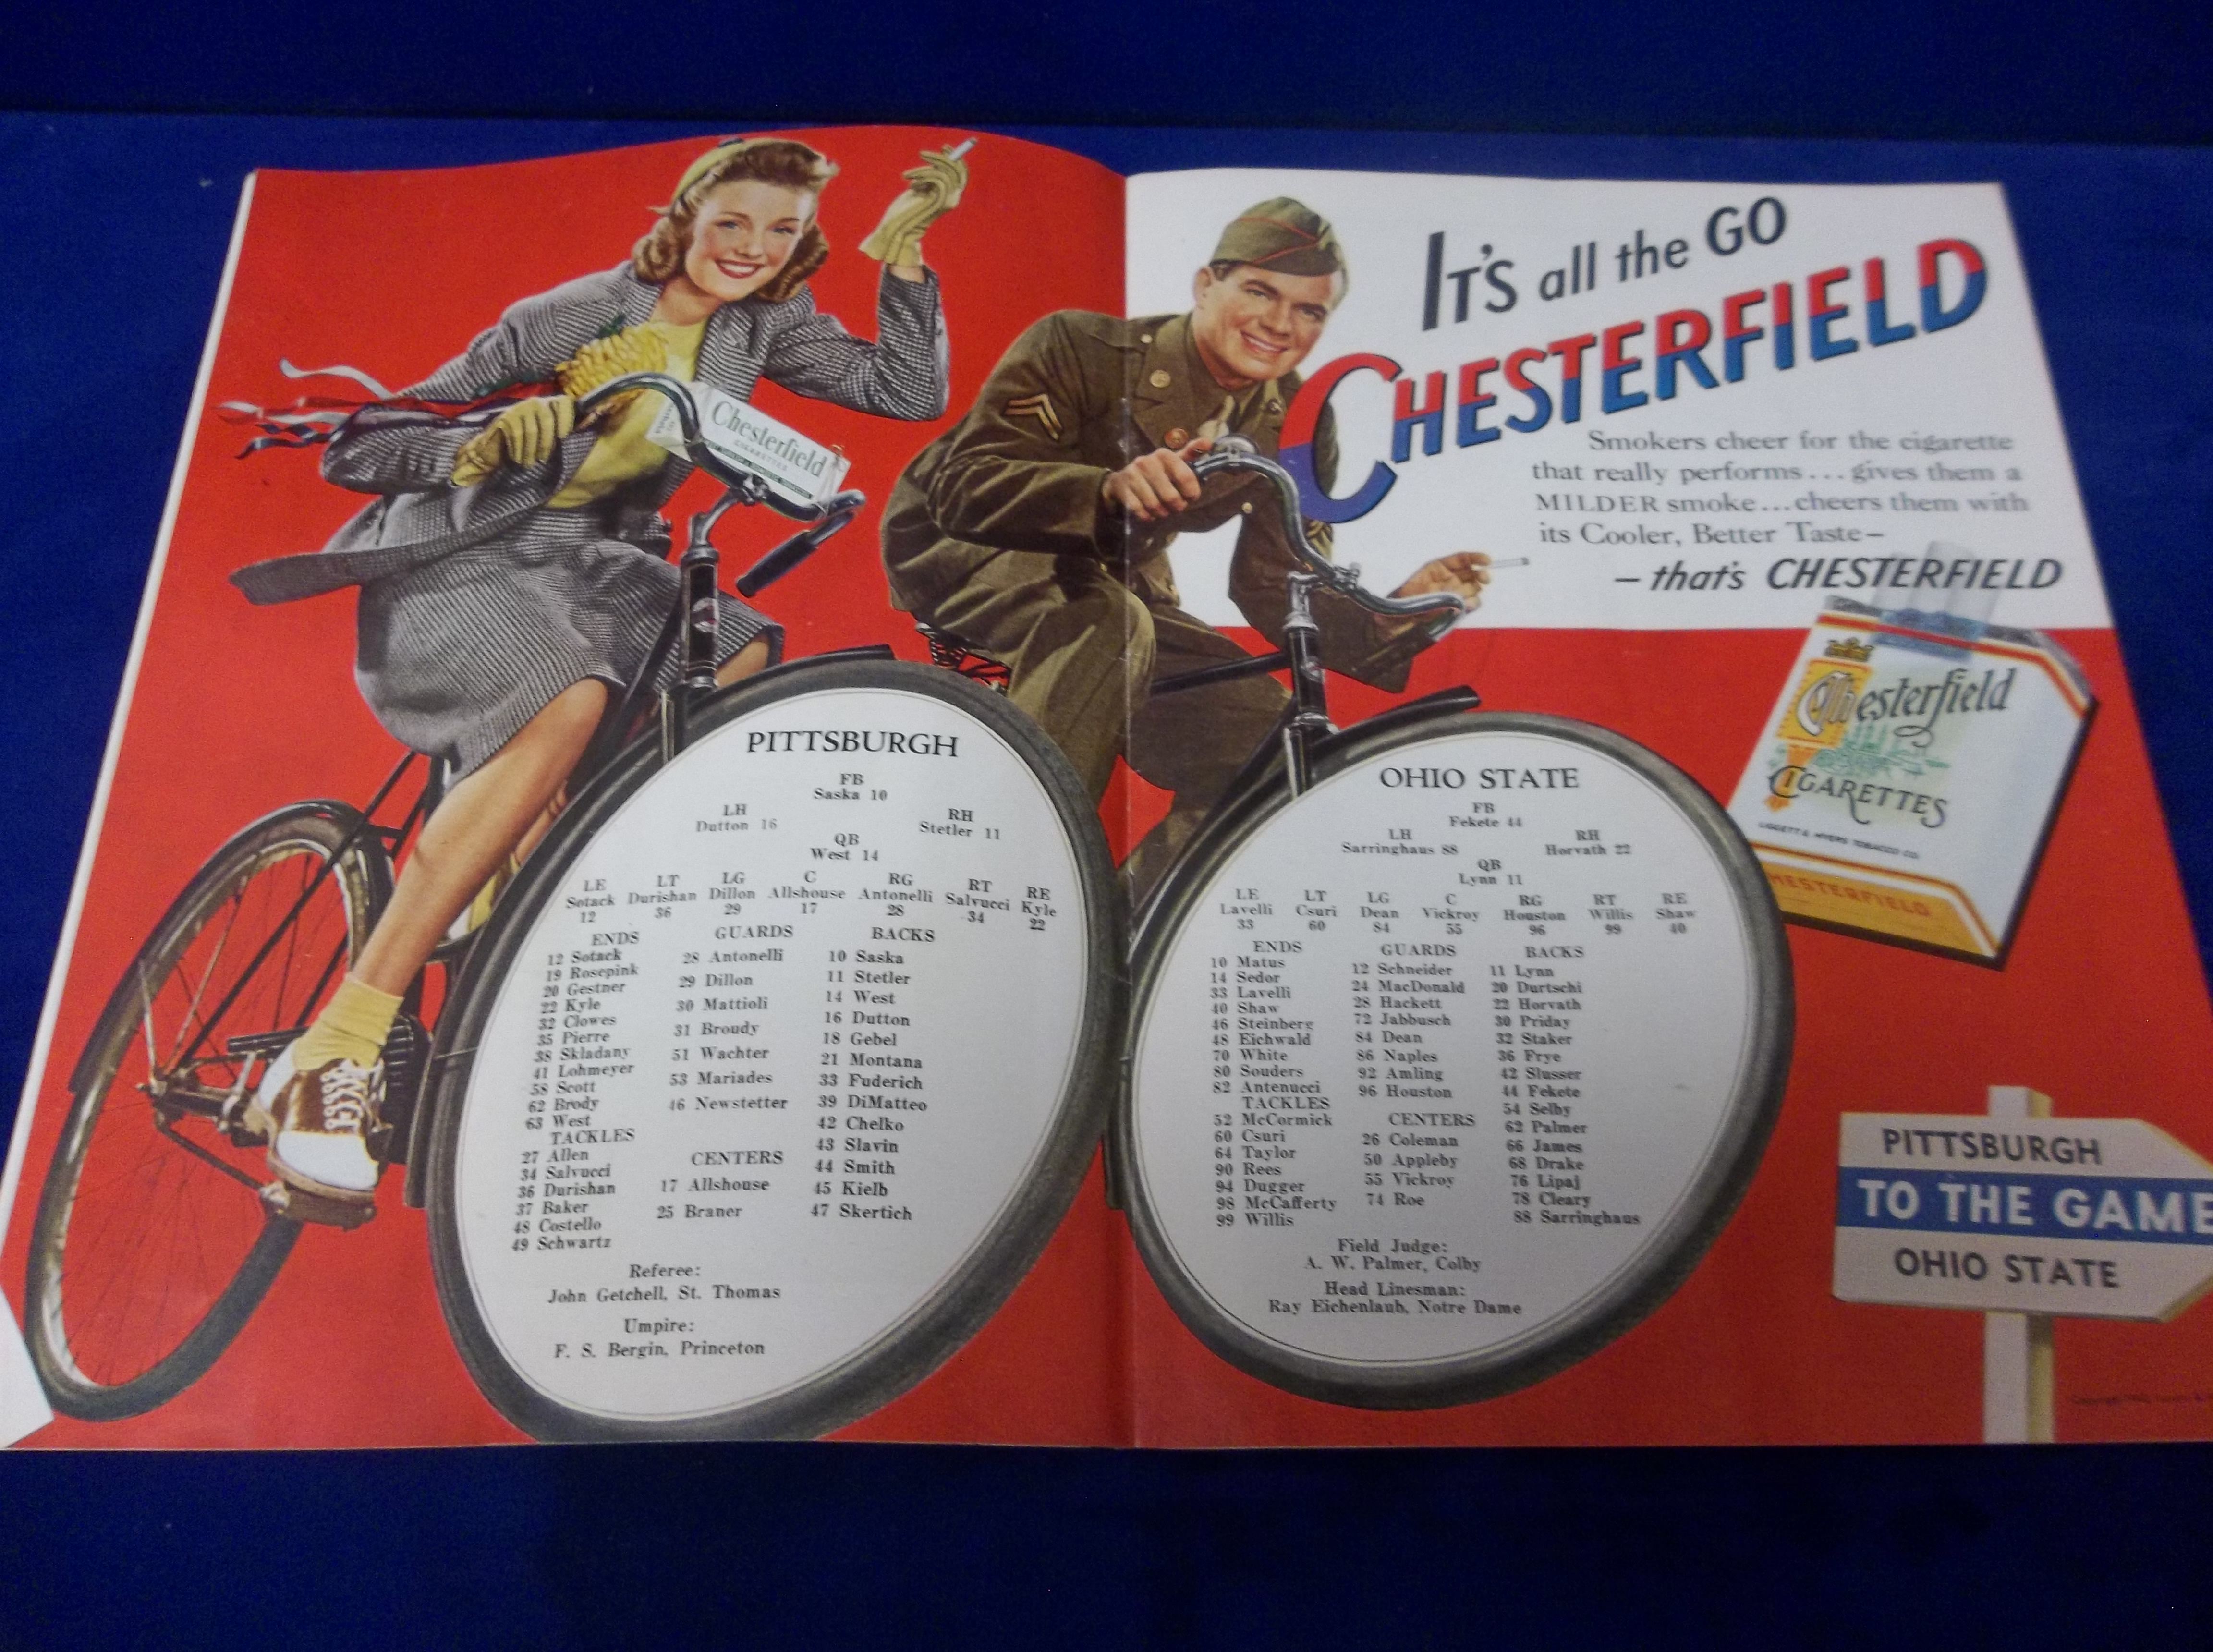 IT'S all the GO
CHESTERFIELD
Smokers cheer for the cigarette
that really performs...gives them a
MILDER smoke...cheers them with
its Cooler, Better Taste—
—that's CHESTERFIELD
Chesterfield
CIGARETTES
Chesterfield
CIGARETTES
LIGGETT & MYERS TOBACCO CO.
CHESTERFIELD
PITTSBURGH
FB
Saska 10
LH
Dutton 16
RH
Stetler 11
QB
West 14
LE LT LG C RG RT RE
Sotack Durishan Dillon Allshouse Antonelli Salvucci Kyle
12 36 29 17 28 34 22
ENDS
12 Sotack
19 Rosepink
20 Gestner
22 Kyle
32 Clowes
35 Pierre
38 Skladany
41 Lohmeyer
58 Scott
62 Brody
63 West
TACKLES
27 Allen
34 Salvucci
36 Durishan
37 Baker
48 Costello
49 Schwartz
GUARDS
28 Antonelli
29 Dillon
30 Mattioli
31 Broudy
51 Wachter
53 Mariades
46 Newstetter
CENTERS
17 Allshouse
25 Braner
BACKS
10 Saska
11 Stetler
14 West
16 Dutton
18 Gebel
21 Montana
33 Fuderich
39 DiMatteo
42 Chelko
43 Slavin
44 Smith
45 Kielb
47 Skertich
Referee:
John Getchell, St. Thomas
Umpire:
F. S. Bergin, Princeton
OHIO STATE
FB
Fekete 44
LH
Sarringhaus 88
RH
Horvath 22
QB
Lynn 11
LE LT LG C RG RT RE
Lavelli Csuri Dean Vickroy Houston Willis Shaw
33 60 84 55 96 99 40
ENDS
10 Matus
14 Sedor
33 Lavelli
40 Shaw
46 Steinberg
48 Eichwald
70 White
80 Souders
82 Antenucci
TACKLES
52 McCormick
60 Csuri
64 Taylor
90 Rees
94 Dugger
98 McCafferty
99 Willis
GUARDS
12 Schneider
24 MacDonald
28 Hackett
72 Jabbusch
84 Dean
86 Naples
92 Amling
96 Houston
CENTERS
26 Coleman
50 Appleby
55 Vickroy
74 Roe
BACKS
11 Lynn
20 Durtschi
22 Horvath
30 Priday
32 Staker
36 Frye
42 Slusser
44 Fekete
54 Selby
62 Palmer
66 James
68 Drake
76 Lipaj
78 Cleary
88 Sarringhaus
Field Judge:
A. W. Palmer, Colby
Head Linesman:
Ray Eichenlaub, Notre Dame
PITTSBURGH
TO THE GAME
OHIO STATE